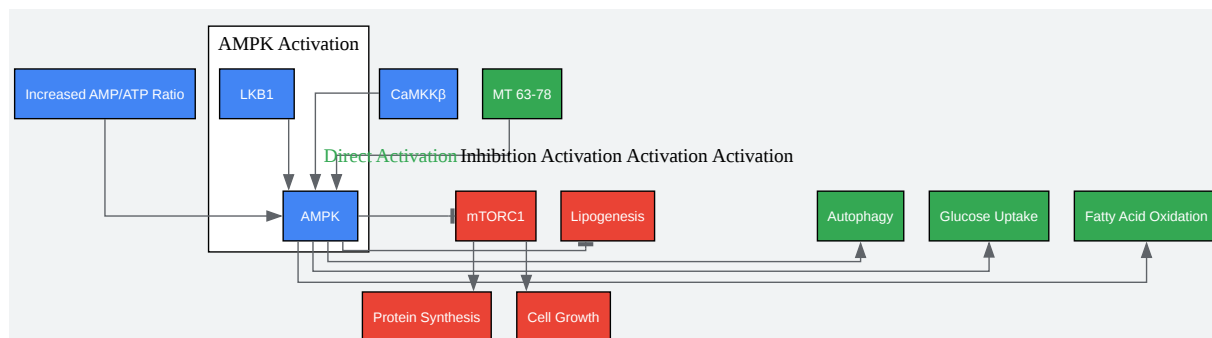 AMPK Activation
Increased AMP/ATP Ratio
LKB1
CaMKKβ
MT 63-78
Direct Activation Inhibition Activation Activation Activation
AMPK
mTORC1
Lipogenesis
Autophagy
Glucose Uptake
Fatty Acid Oxidation
Protein Synthesis
Cell Growth